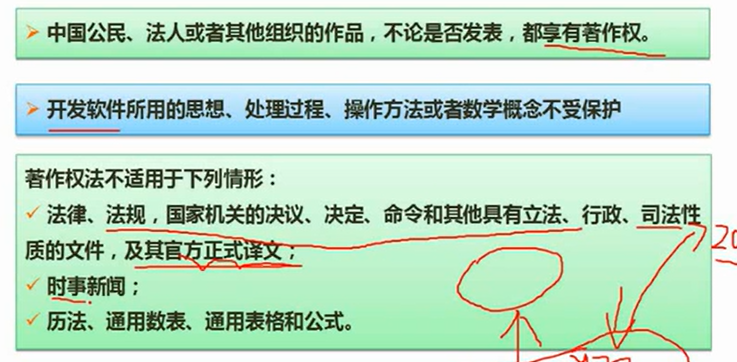 ➢ 中国公民、法人或者其他组织的作品，不论是否发表，都享有著作权。
➢ 开发软件所用的思想、处理过程、操作方法或者数学概念不受保护
著作权法不适用于下列情形：
✓ 法律、法规，国家机关的决议、决定、命令和其他具有立法、行政、司法性
质的文件，及其官方正式译文；
✓ 时事新闻；
✓ 历法、通用数表、通用表格和公式。